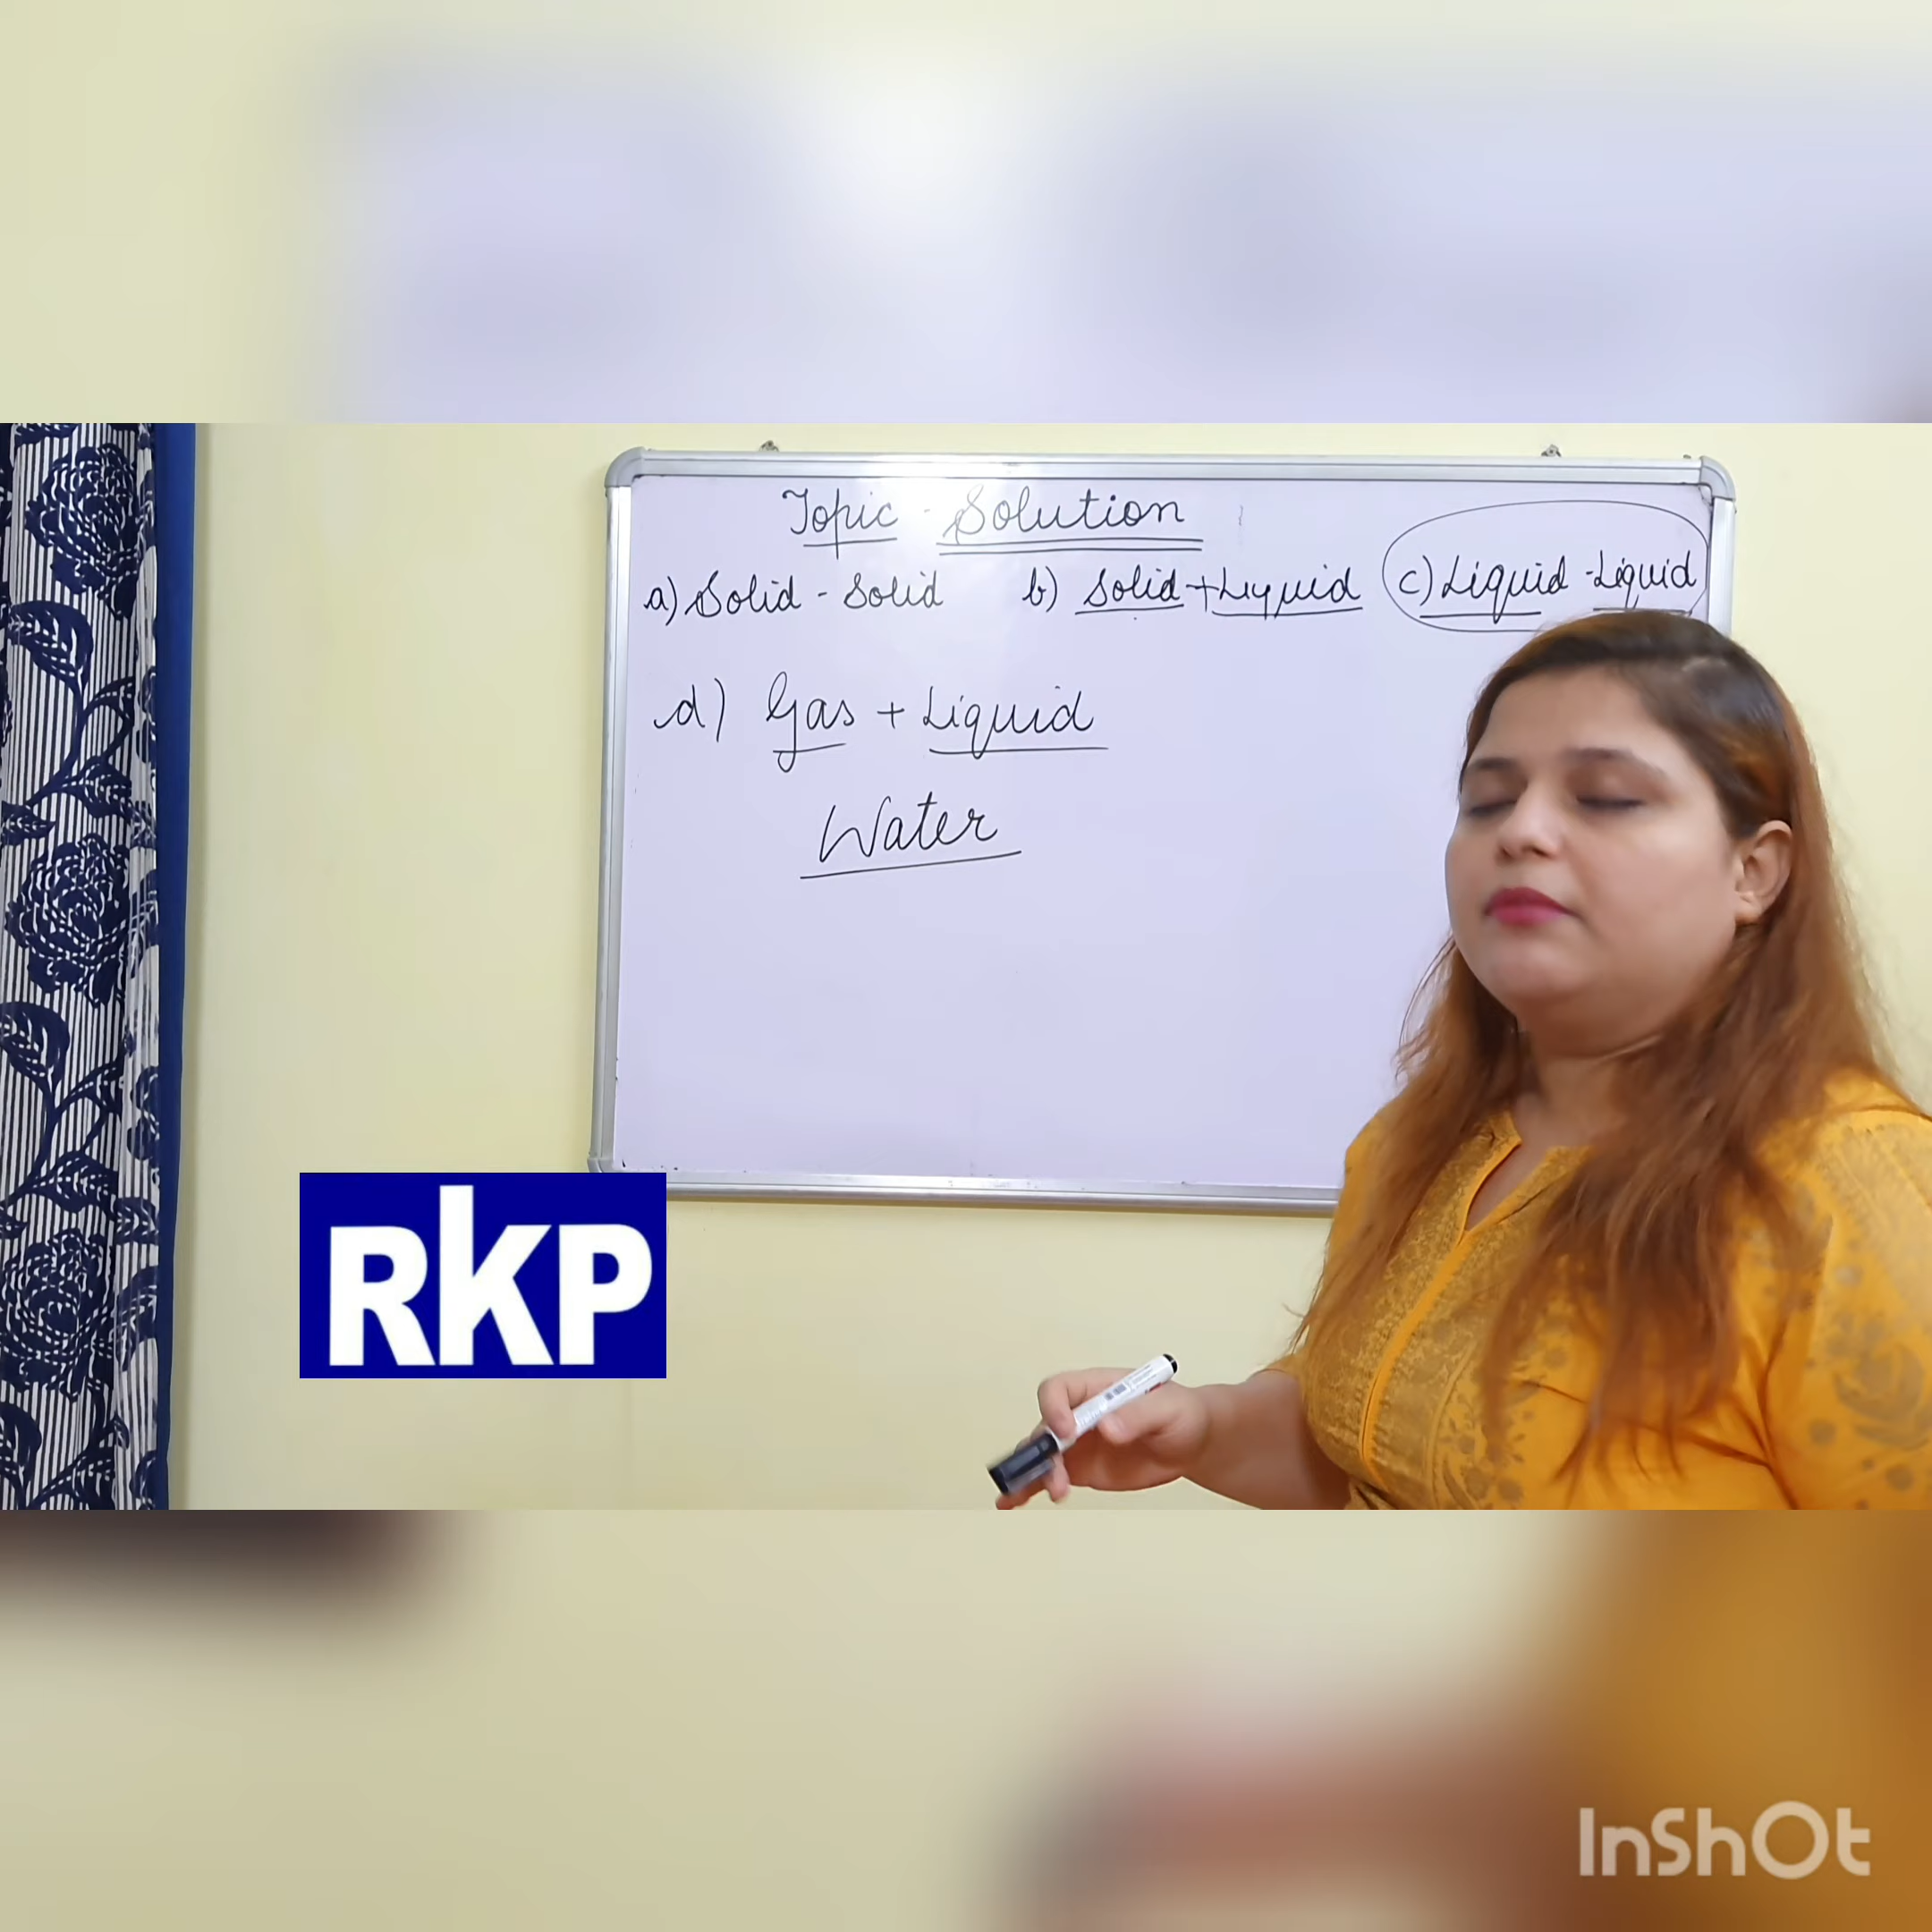 Topic - Solution
a) Solid - Solid b) Solid + Liquid c) Liquid - Liquid
d) Gas + Liquid
Water
RKP
InShOt